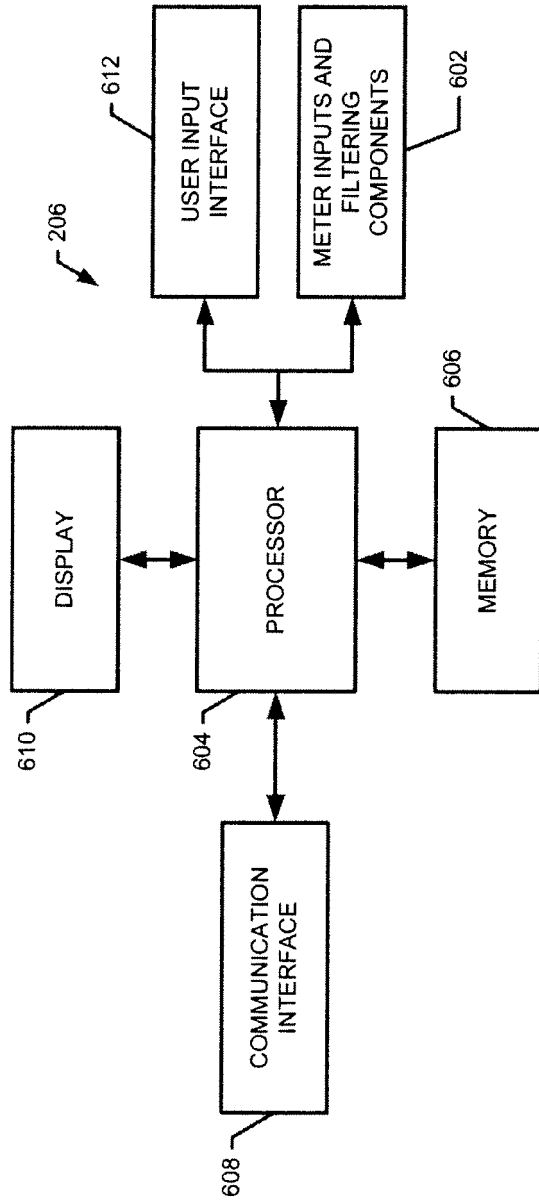 206
610
DISPLAY
612
USER INPUT
INTERFACE
608
COMMUNICATION
INTERFACE
604
PROCESSOR
METER INPUTS AND
FILTERING
COMPONENTS
602
MEMORY
606